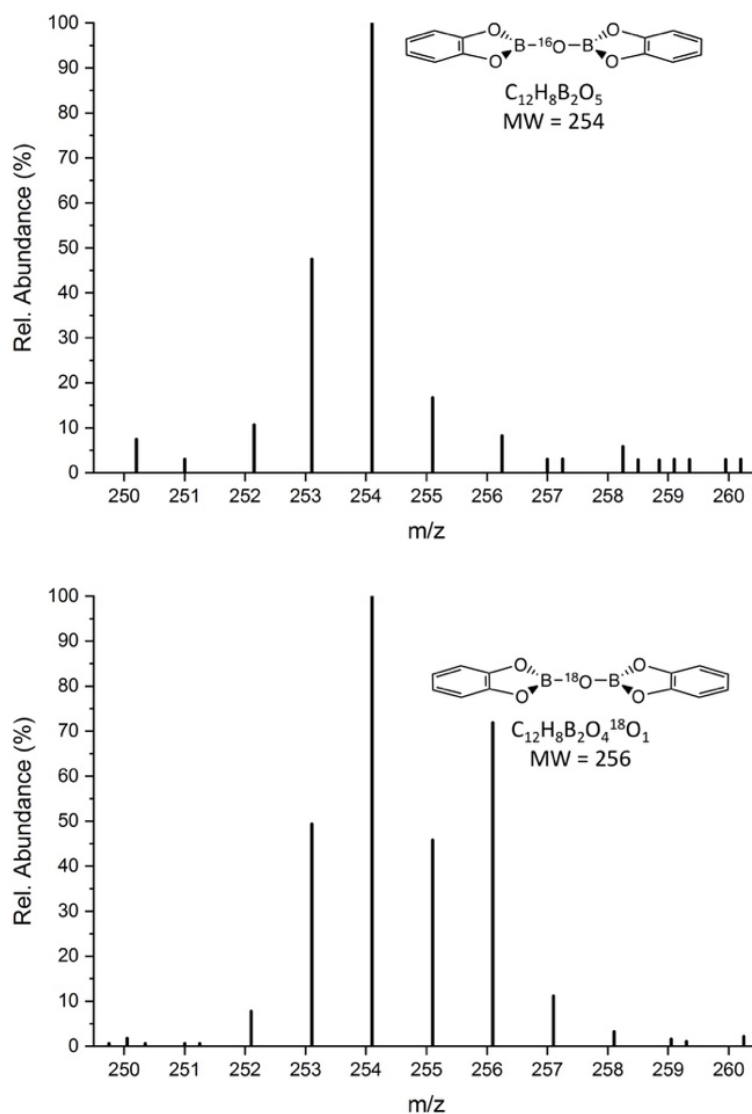 100
90
80
70
60
50
40
30
20
10
0
Rel. Abundance (%)
250 251 252 253 254 255 256 257 258 259 260
m/z
O
O
B
¹⁶O
B
O
O
C₁₂H₈B₂O₅
MW = 254
100
90
80
70
60
50
40
30
20
10
0
Rel. Abundance (%)
250 251 252 253 254 255 256 257 258 259 260
m/z
O
O
B
¹⁸O
B
O
O
C₁₂H₈B₂O₄¹⁸O₁
MW = 256